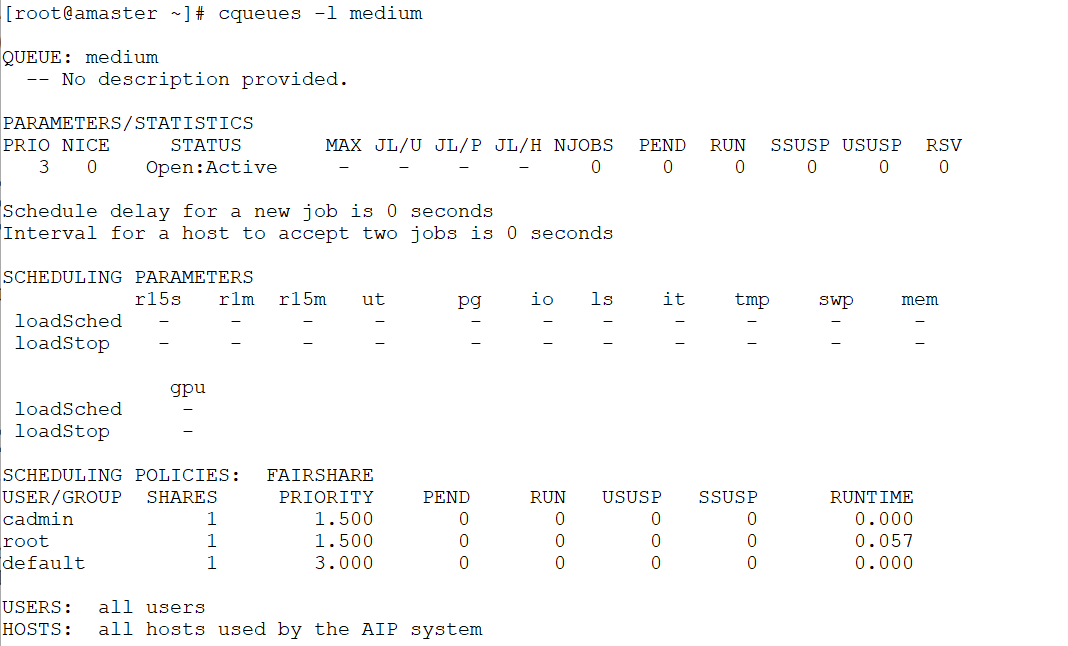 [root@amaster ~]# cqueues -l medium
QUEUE: medium
-- No description provided.
PARAMETERS/STATISTICS
PRIO NICE STATUS MAX JL/U JL/P JL/H NJOBS PEND RUN SSUSP USUSP RSV
3 0 Open:Active - - - - 0 0 0 0 0 0
Schedule delay for a new job is 0 seconds
Interval for a host to accept two jobs is 0 seconds
SCHEDULING PARAMETERS
r15s r1m r15m ut pg io ls it tmp swp mem
loadSched - - - - - - - - - - -
loadStop - - - - - - - - - - -
gpu
loadSched -
loadStop -
SCHEDULING POLICIES: FAIRSHARE
USER/GROUP SHARES PRIORITY PEND RUN USUSP SSUSP RUNTIME
cadmin 1 1.500 0 0 0 0 0.000
root 1 1.500 0 0 0 0 0.057
default 1 3.000 0 0 0 0 0.000
USERS: all users
HOSTS: all hosts used by the AIP system